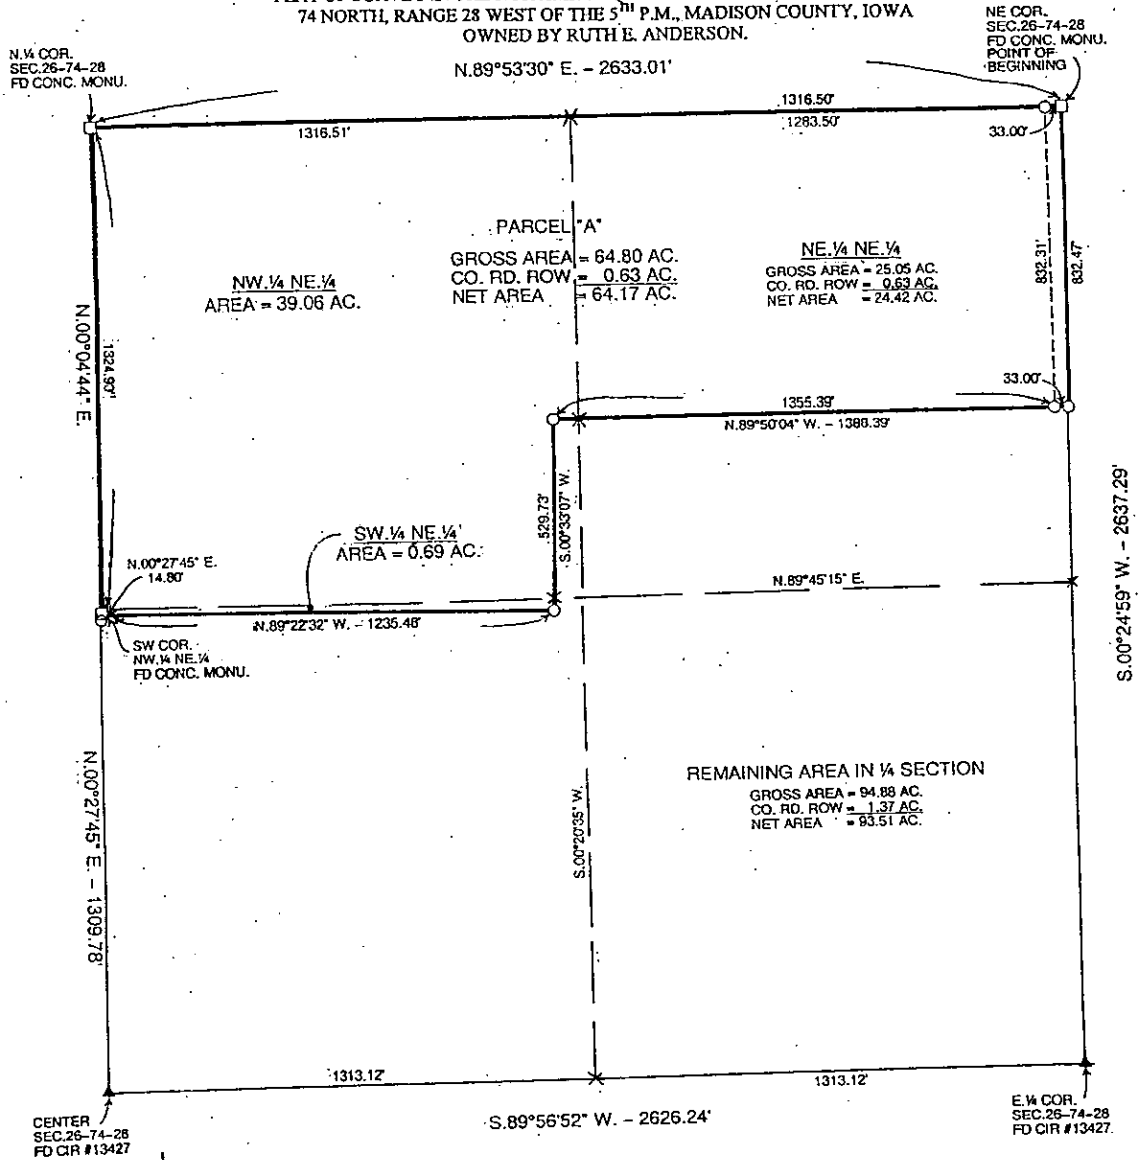 74 NORTH, RANGE 28 WEST OF THE 5TH P.M., MADISON COUNTY, IOWA
OWNED BY RUTH E. ANDERSON.
N.¼ COR.
SEC.26-74-28
FD CONC. MONU.
NE COR.
SEC.26-74-28
FD CONC. MONU.
POINT OF
BEGINNING
N.89°53'30" E. - 2633.01'
1316.51'
1316.50'
1283.50'
33.00'
PARCEL "A"
GROSS AREA = 64.80 AC.
CO. RD. ROW = 0.63 AC.
NET AREA = 64.17 AC.
NW.¼ NE.¼
AREA = 39.06 AC.
NE.¼ NE.¼
GROSS AREA = 25.05 AC.
CO. RD. ROW = 0.63 AC.
NET AREA = 24.42 AC.
832.31'
832.47'
N.00°04'44" E.
1324.90'
33.00'
1355.39'
N.89°50'04" W. - 1388.39'
529.73'
S.00°33'07" W.
SW.¼ NE.¼
AREA = 0.69 AC.
N.00°27'45" E.
14.80'
N.89°45'15" E.
N.89°22'32" W. - 1235.48'
SW COR.
NW.¼ NE.¼
FD CONC. MONU.
S.00°24'59" W. - 2637.29'
N.00°27'45" E. - 1309.78'
S.00°20'35" W.
REMAINING AREA IN ¼ SECTION
GROSS AREA = 94.88 AC.
CO. RD. ROW = 1.37 AC.
NET AREA = 93.51 AC.
1313.12'
1313.12'
S.89°56'52" W. - 2626.24'
CENTER
SEC.26-74-28
FD CIR #13427
E.¼ COR.
SEC.26-74-28
FD CIR #13427